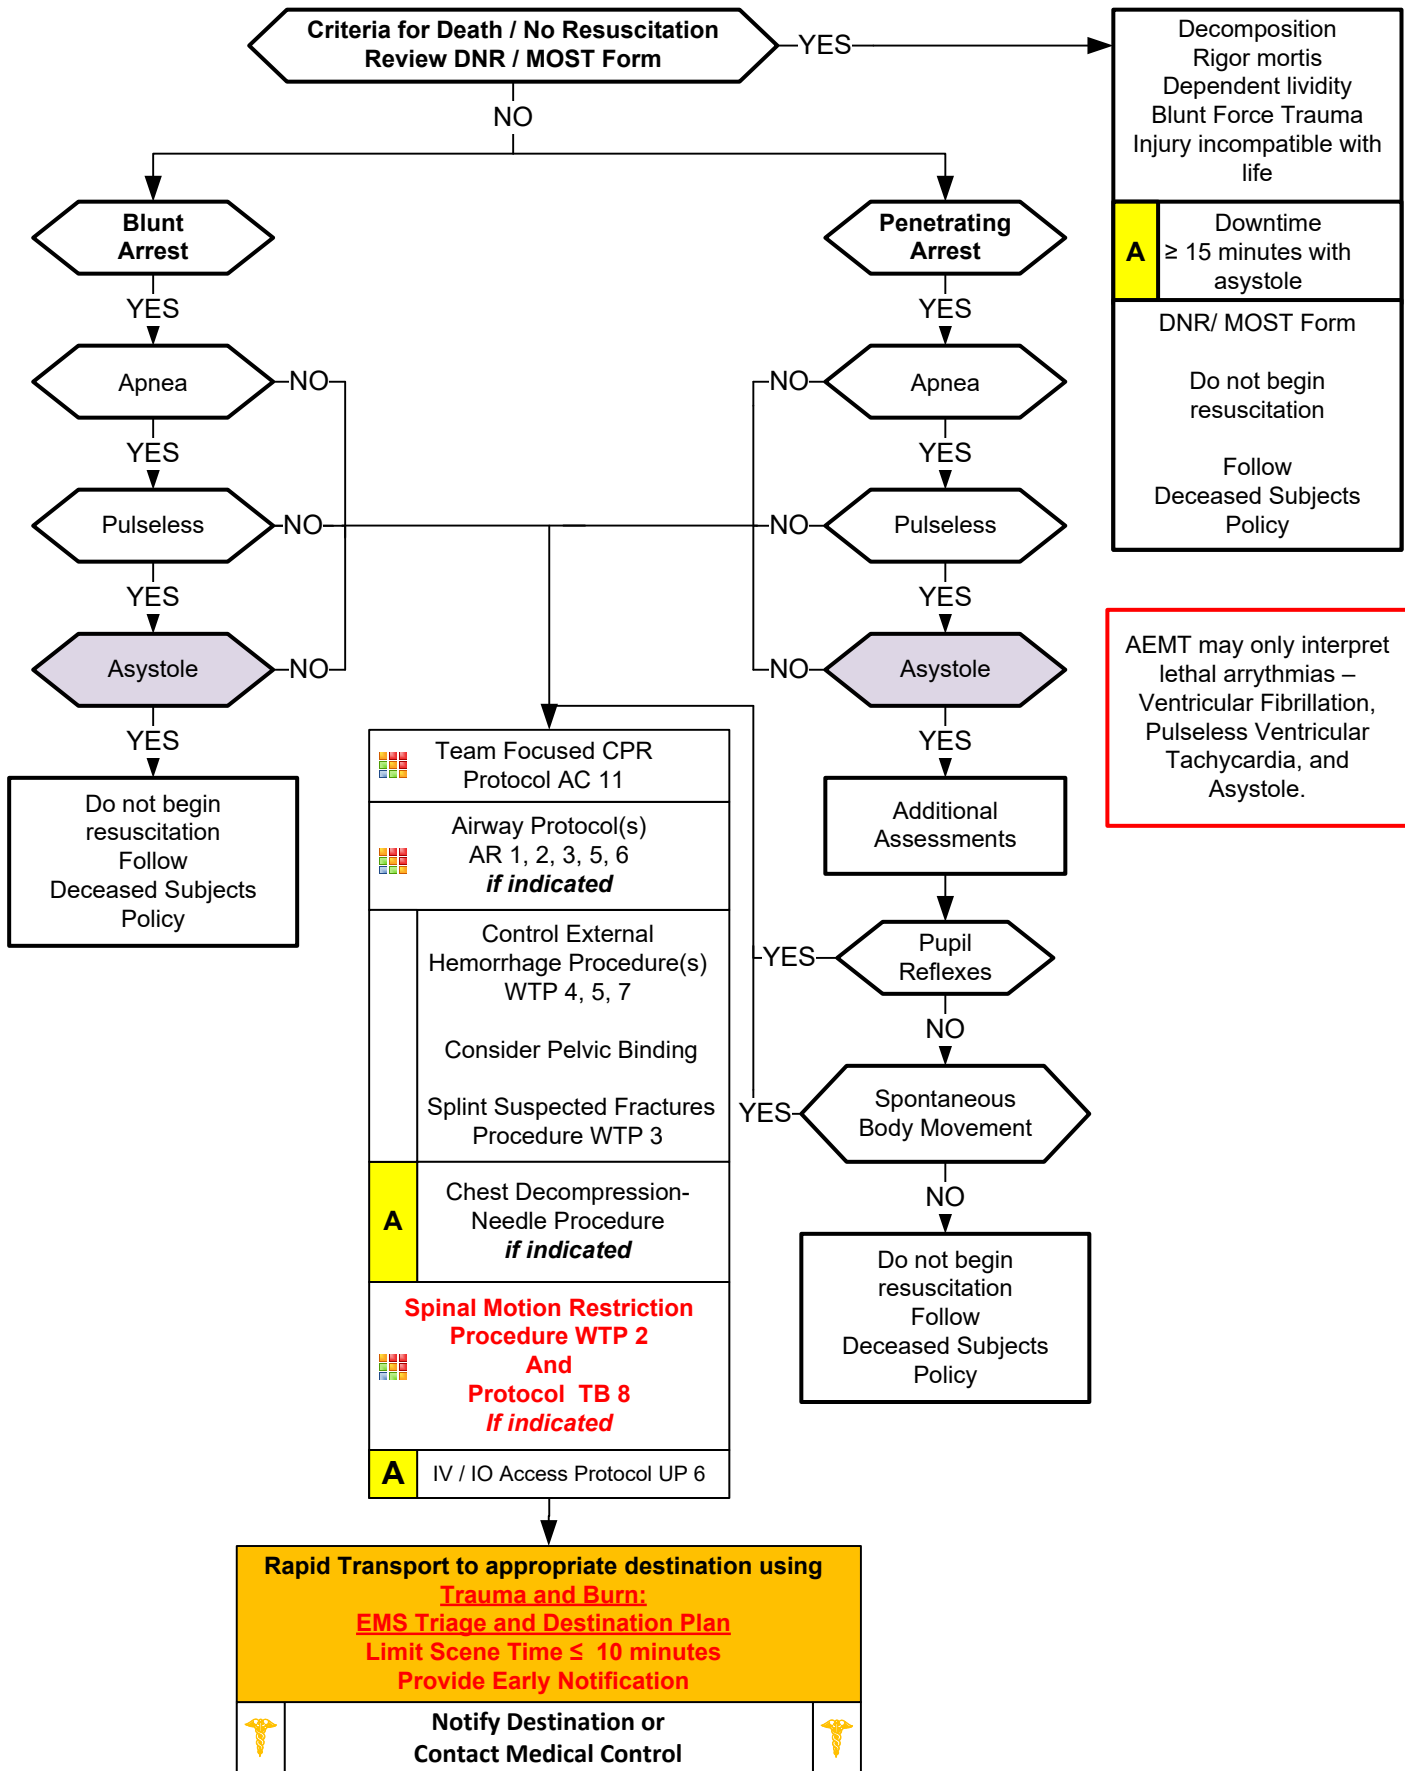 Criteria for Death / No Resuscitation
Review DNR / MOST Form
YES
Decomposition
Rigor mortis
Dependent lividity
Blunt Force Trauma
Injury incompatible with
life
A
Downtime
≥ 15 minutes with
asystole
DNR/ MOST Form
Do not begin
resuscitation
Follow
Deceased Subjects
Policy
NO
Blunt
Arrest
YES
Apnea
NO
YES
Pulseless
NO
YES
Asystole
NO
YES
Do not begin
resuscitation
Follow
Deceased Subjects
Policy
Penetrating
Arrest
YES
Apnea
NO
YES
Pulseless
NO
YES
Asystole
NO
YES
Additional
Assessments
Pupil
Reflexes
YES
NO
Spontaneous
Body Movement
YES
NO
Do not begin
resuscitation
Follow
Deceased Subjects
Policy
AEMT may only interpret
lethal arrythmias –
Ventricular Fibrillation,
Pulseless Ventricular
Tachycardia, and
Asystole.
Team Focused CPR
Protocol AC 11
Airway Protocol(s)
AR 1, 2, 3, 5, 6
if indicated
Control External
Hemorrhage Procedure(s)
WTP 4, 5, 7
Consider Pelvic Binding
Splint Suspected Fractures
Procedure WTP 3
A
Chest Decompression-
Needle Procedure
if indicated
Spinal Motion Restriction
Procedure WTP 2
And
Protocol TB 8
If indicated
A
IV / IO Access Protocol UP 6
Rapid Transport to appropriate destination using
Trauma and Burn:
EMS Triage and Destination Plan
Limit Scene Time ≤ 10 minutes
Provide Early Notification
Notify Destination or
Contact Medical Control